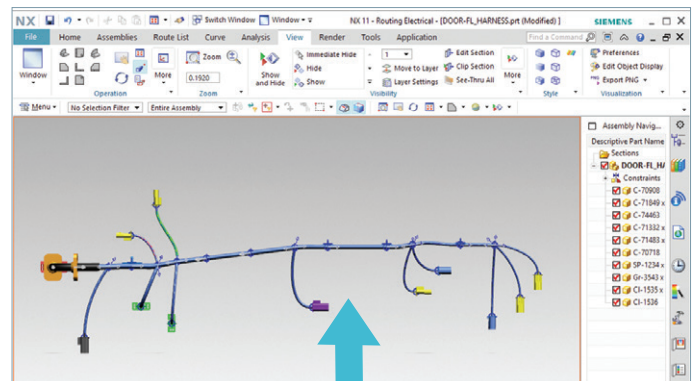 NX Switch Window Window NX 11 - Routing Electrical - [DOOR-FL_HARNESS.prt (Modified) ] SIEMENS
File Home Assemblies Route List Curve Analysis View Render Tools Application Find a Command
Window
More
Operation
Zoom
0.1920
Zoom
Show and Hide
Immediate Hide
Hide
Show
1
Move to Layer
Layer Settings
Visibility
Edit Section
Clip Section
See-Thru All
More
Style
Preferences
Edit Object Display
Export PNG
Visualization
Menu No Selection Filter Entire Assembly
Assembly Navig...
Descriptive Part Name
Sections
DOOR-FL_HA
Constraints
C-70908
C-71849 x
C-74463
C-71332 x
C-71483 x
C-70718
SP-1234 x
Gr-3543 x
Cl-1535 x
Cl-1536